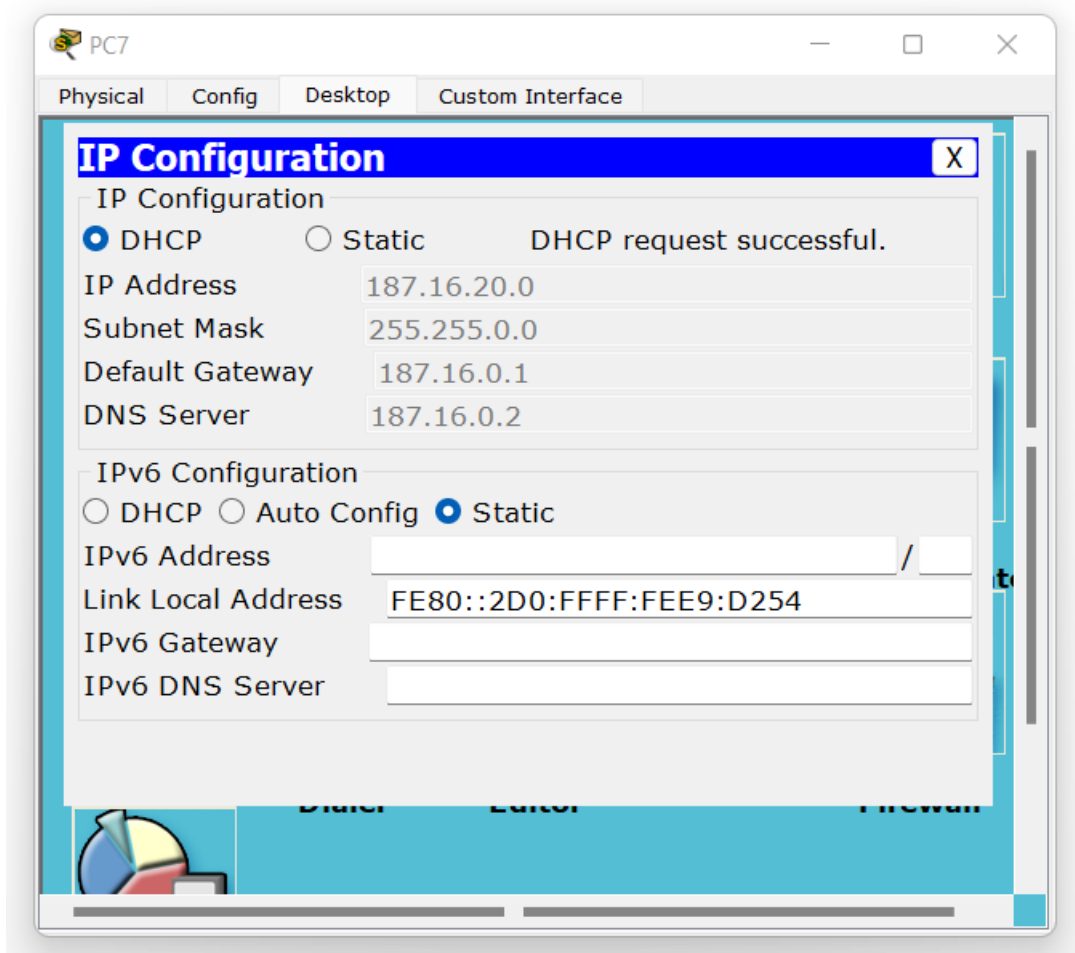 PC7
Physical Config Desktop Custom Interface
IP Configuration X
IP Configuration
DHCP Static DHCP request successful.
IP Address 187.16.20.0
Subnet Mask 255.255.0.0
Default Gateway 187.16.0.1
DNS Server 187.16.0.2
IPv6 Configuration
DHCP Auto Config Static
IPv6 Address /
Link Local Address FE80::2D0:FFFF:FEE9:D254
IPv6 Gateway
IPv6 DNS Server
Dialer Editor Firewall